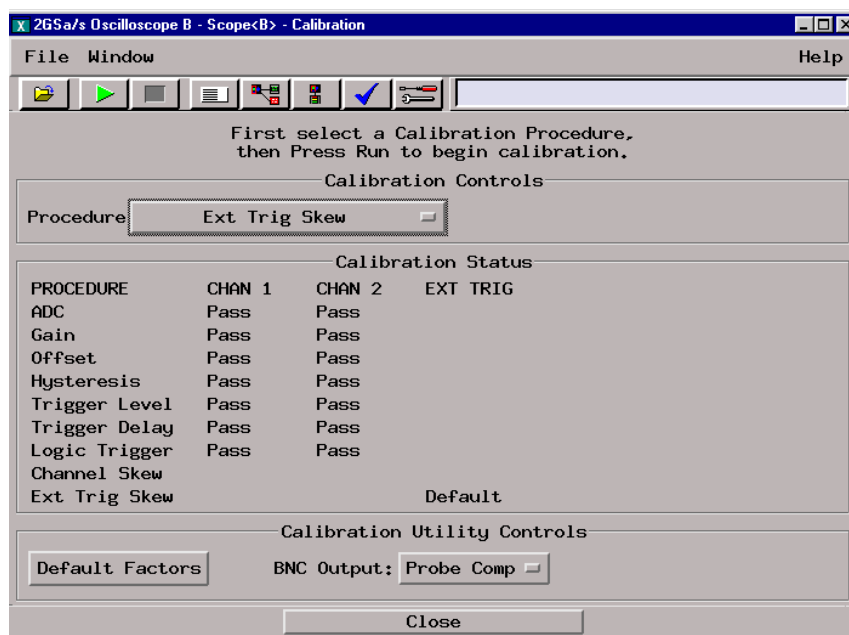 2GSa/s Oscilloscope B - Scope<B> - Calibration
File Window Help
First select a Calibration Procedure,
then Press Run to begin calibration.
Calibration Controls
Procedure Ext Trig Skew
Calibration Status
PROCEDURE CHAN 1 CHAN 2 EXT TRIG
ADC Pass Pass
Gain Pass Pass
Offset Pass Pass
Hysteresis Pass Pass
Trigger Level Pass Pass
Trigger Delay Pass Pass
Logic Trigger Pass Pass
Channel Skew
Ext Trig Skew Default
Calibration Utility Controls
Default Factors BNC Output: Probe Comp
Close